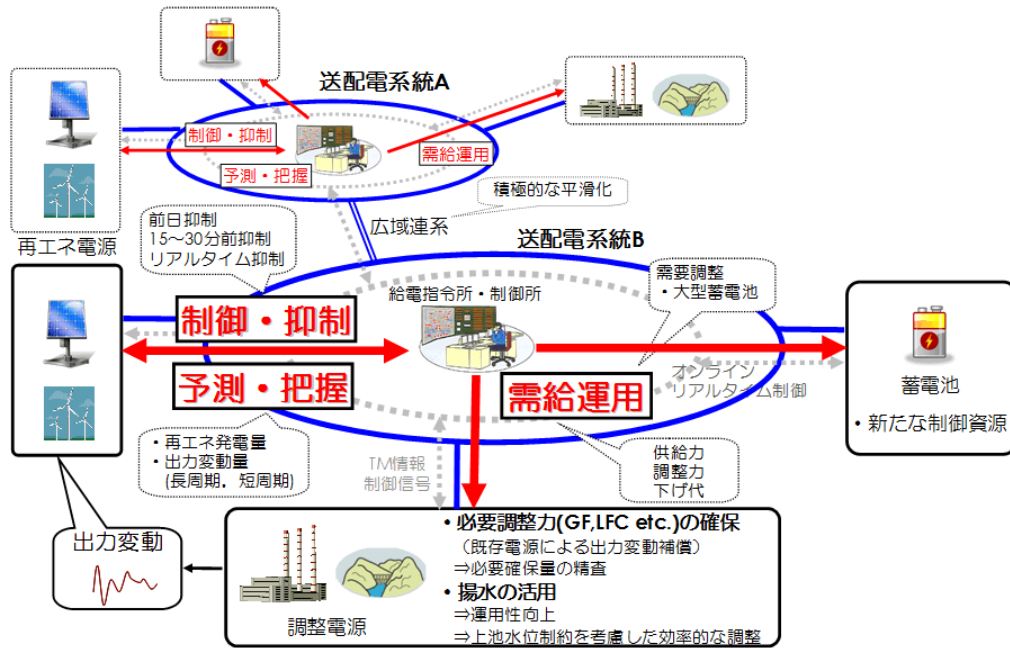 送配電系統A
制御・抑制
予測・把握
需給運用
再エネ電源
積極的な平滑化
広域連系
前日抑制
15～30分前抑制
リアルタイム抑制
送配電系統B
給電指令所・制御所
需要調整
・大型蓄電池
制御・抑制
予測・把握
需給運用
オンライン
リアルタイム制御
蓄電池
・新たな制御資源
・再エネ発電量
・出力変動量
(長周期，短周期)
TM情報
制御信号
供給力
調整力
下げ代
出力変動
調整電源
・必要調整力(GF,LFC etc.)の確保
（既存電源による出力変動補償）
⇒必要確保量の精査
・揚水の活用
⇒運用性向上
⇒上池水位制約を考慮した効率的な調整